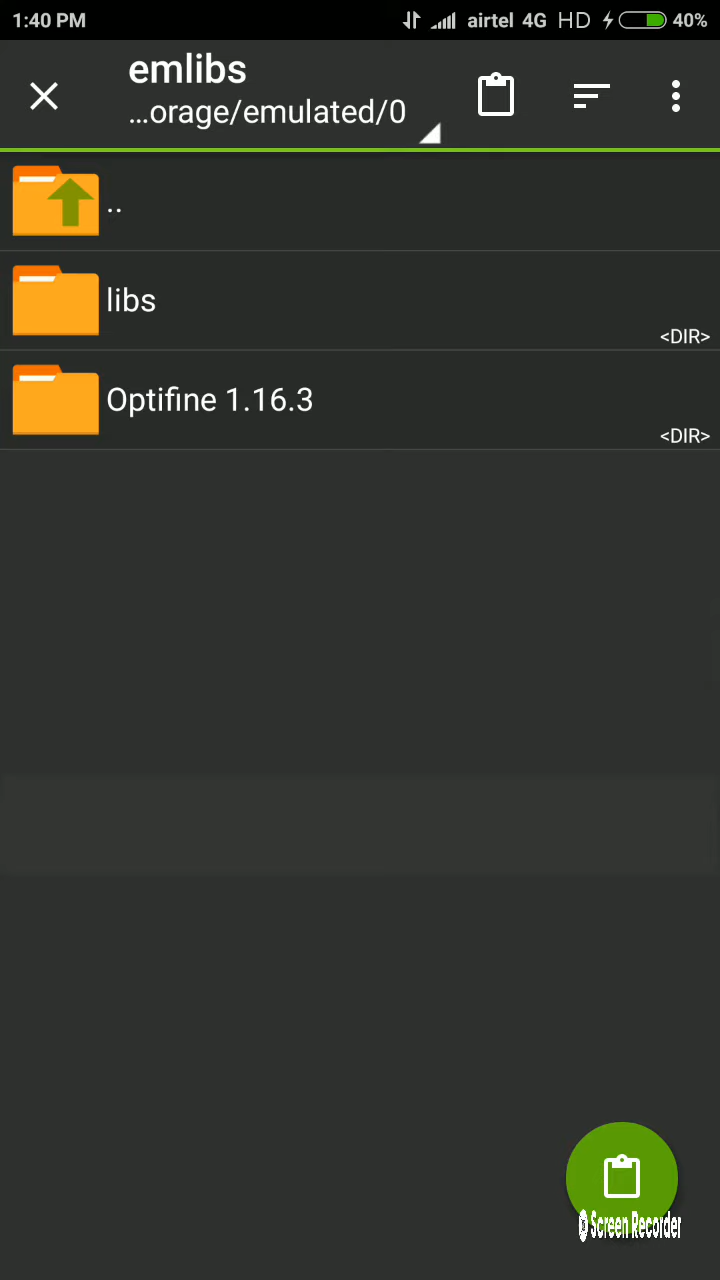 1:40 PM airtel 4G HD 40%
emlibs
...orage/emulated/0
..
libs
<DIR>
Optifine 1.16.3
<DIR>
Screen Recorder